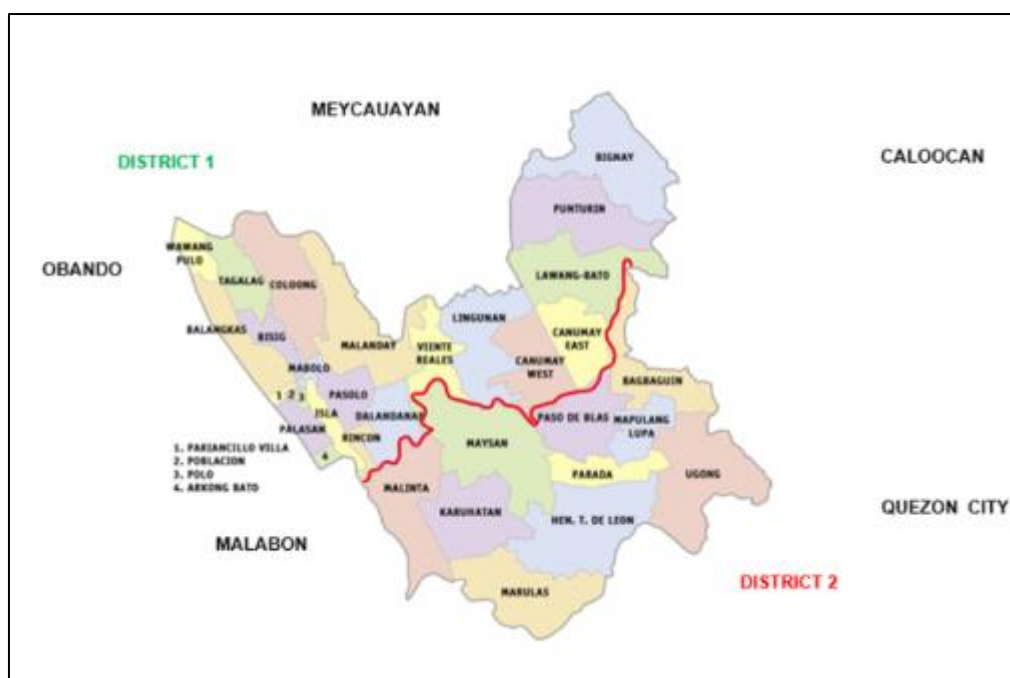 MEYCAUAYAN
DISTRICT 1
CALOOCAN
OBANDO
BIGNAY
PUNTURIN
LAWANG-BATO
WAWANG
PULO
TAGALAG
COLOONG
LINGUNAN
BALANGKAS
BISIG
MALANDAY
VIENTE
REALES
CANUMAY
EAST
CANUMAY
WEST
MABOLO
BAGBAGUIN
1 2 3
PASOLO
ISLA
DALANDANAN
PASO DE BLAS
MAPULANG
LUPA
PALASAN
RINCON
MAYSAN
4
1. PARIANCILLO VILLA
2. POBLACION
3. POLO
4. ARKONG BATO
MALINTA
PARADA
UGONG
KARUHATAN
HEN. T. DE LEON
QUEZON CITY
MALABON
DISTRICT 2
MARULAS